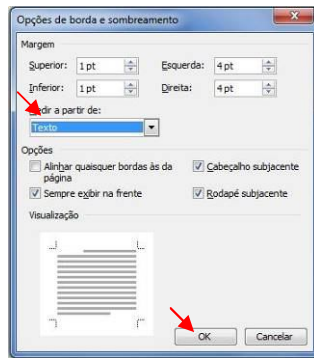 Opções de borda e sombreamento
Margem
Superior: 1 pt Esquerda: 4 pt
Inferior: 1 pt Direita: 4 pt
Medir a partir de:
Texto
Opções
Alinhar quaisquer bordas às da página
Cabeçalho subjacente
Sempre exibir na frente
Rodapé subjacente
Visualização
OK Cancelar